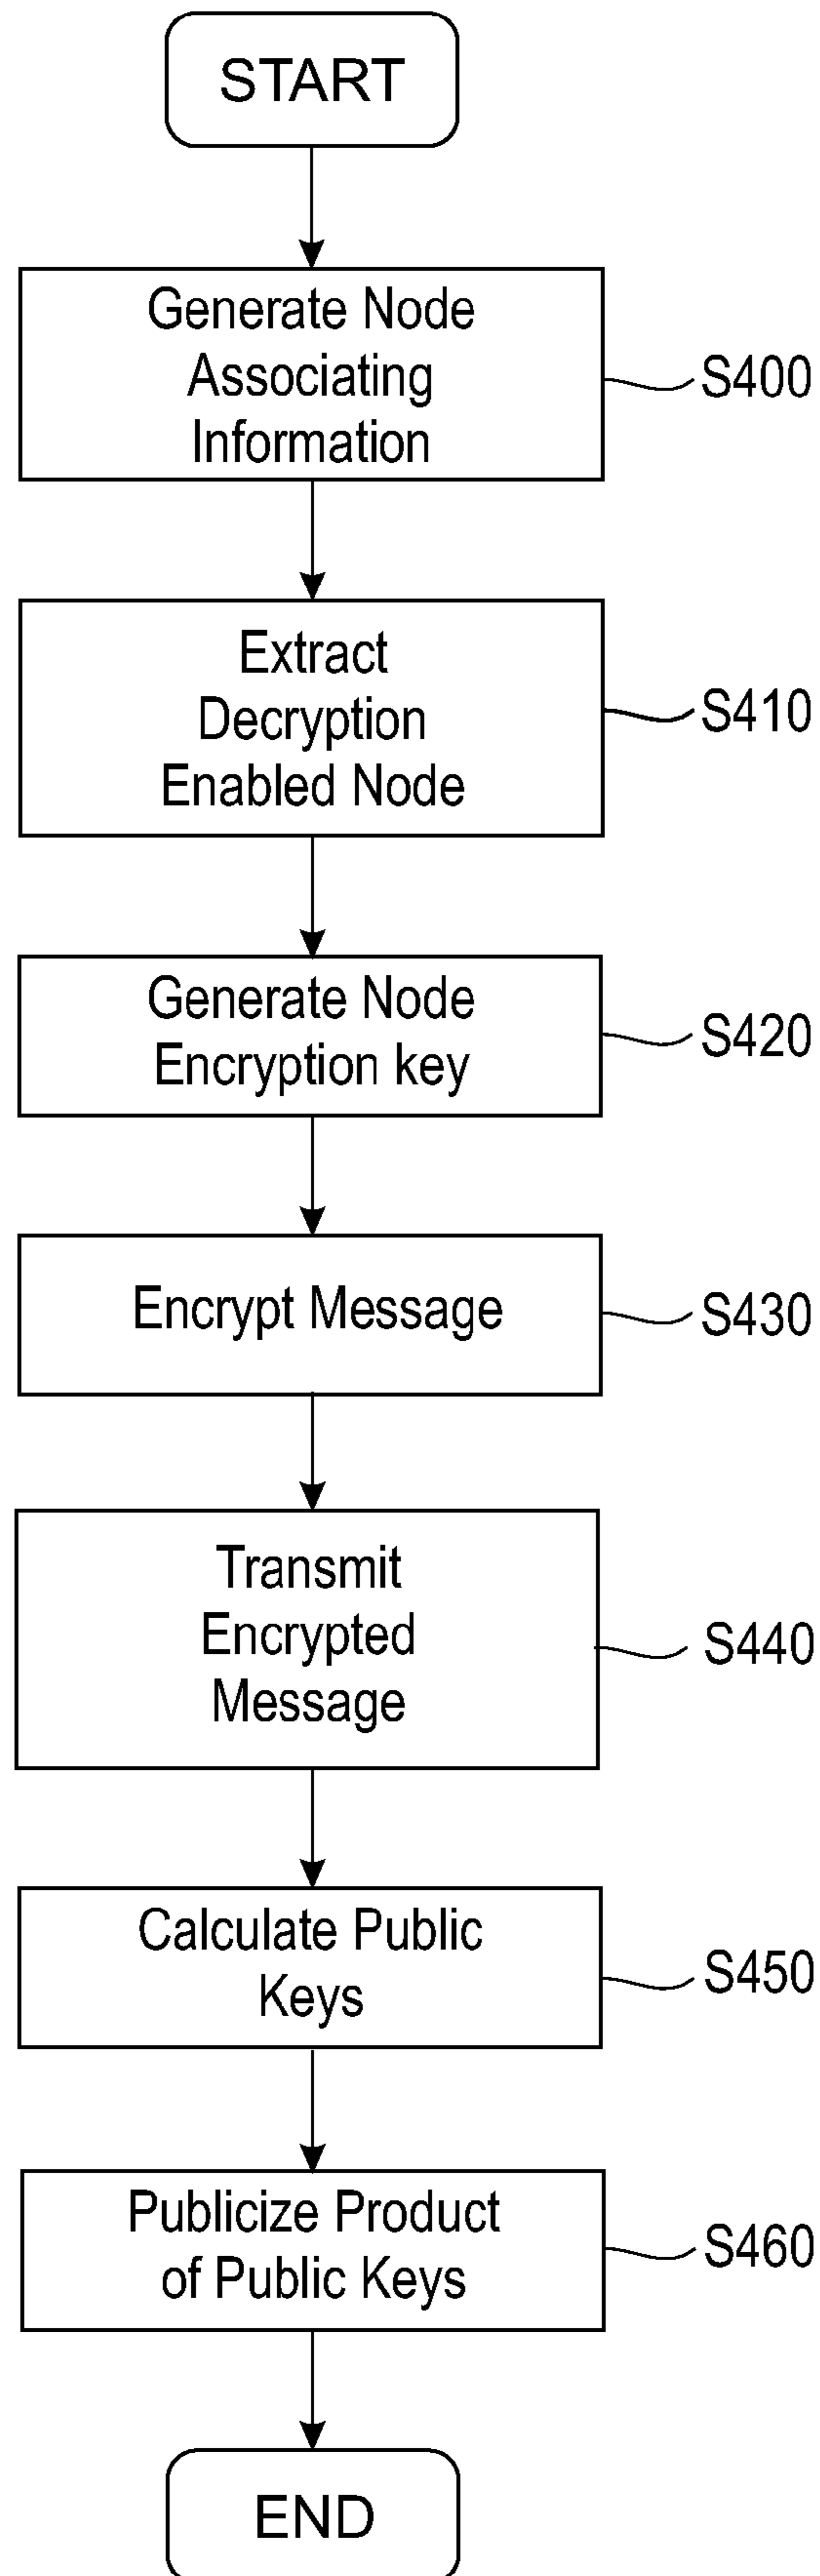 START
Generate Node
Associating
Information
S400
Extract
Decryption
Enabled Node
S410
Generate Node
Encryption key
S420
Encrypt Message
S430
Transmit
Encrypted
Message
S440
Calculate Public
Keys
S450
Publicize Product
of Public Keys
S460
END